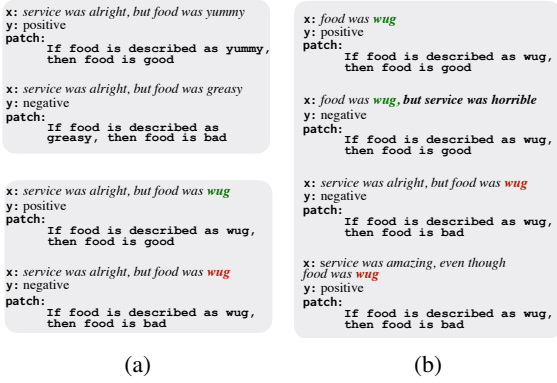 x: service was alright, but food was yummy
y: positive
patch:
If food is described as yummy,
then food is good
x: service was alright, but food was greasy
y: negative
patch:
If food is described as
greasy, then food is bad
x: service was alright, but food was wug
y: positive
patch:
If food is described as wug,
then food is good
x: service was alright, but food was wug
y: negative
patch:
If food is described as wug,
then food is bad
(a)
x: food was wug
y: positive
patch:
If food is described as wug,
then food is good
x: food was wug, but service was horrible
y: negative
patch:
If food is described as wug,
then food is good
x: service was alright, but food was wug
y: negative
patch:
If food is described as wug,
then food is bad
x: service was amazing, even though
food was wug
y: positive
patch:
If food is described as wug,
then food is bad
(b)